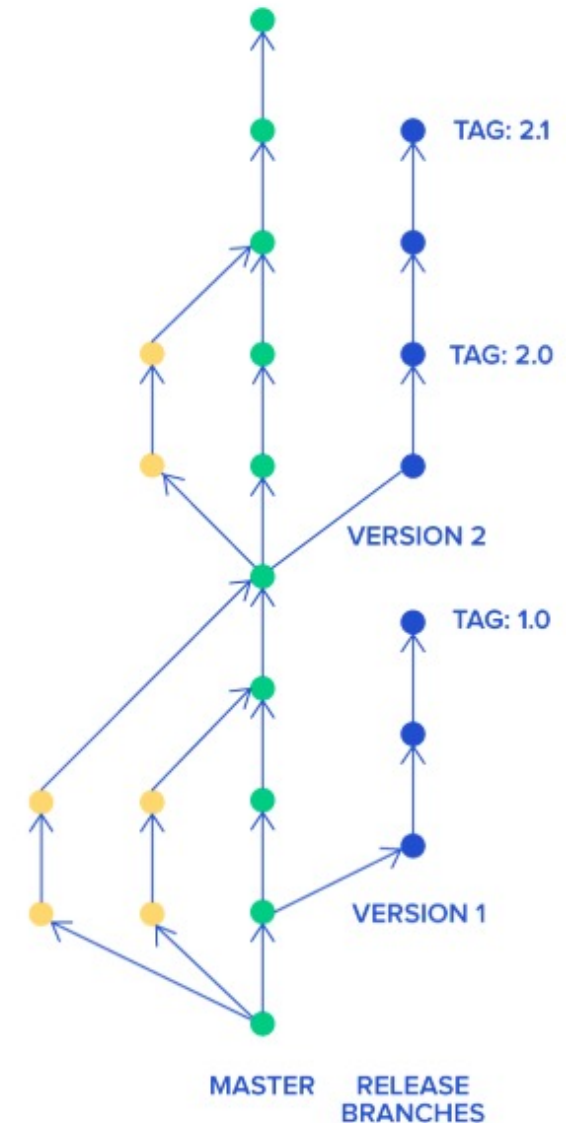 TAG: 2.1
TAG: 2.0
VERSION 2
TAG: 1.0
VERSION 1
MASTER
RELEASE
BRANCHES